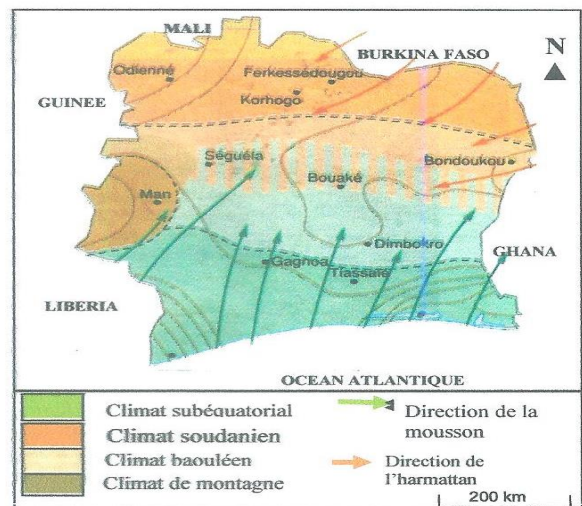 MALI
BURKINA FASO
N
Odienné
Ferkessédougou
Korhogo
GUINEE
Séguéla
Bondoukou
Bouaké
Man
Dimbokro
GHANA
Gagnoa
Tiassalé
LIBERIA
OCEAN ATLANTIQUE
Climat subéquatorial
Climat soudanien
Climat baouléen
Climat de montagne
Direction de la
mousson
Direction de
l'harmattan
200 km